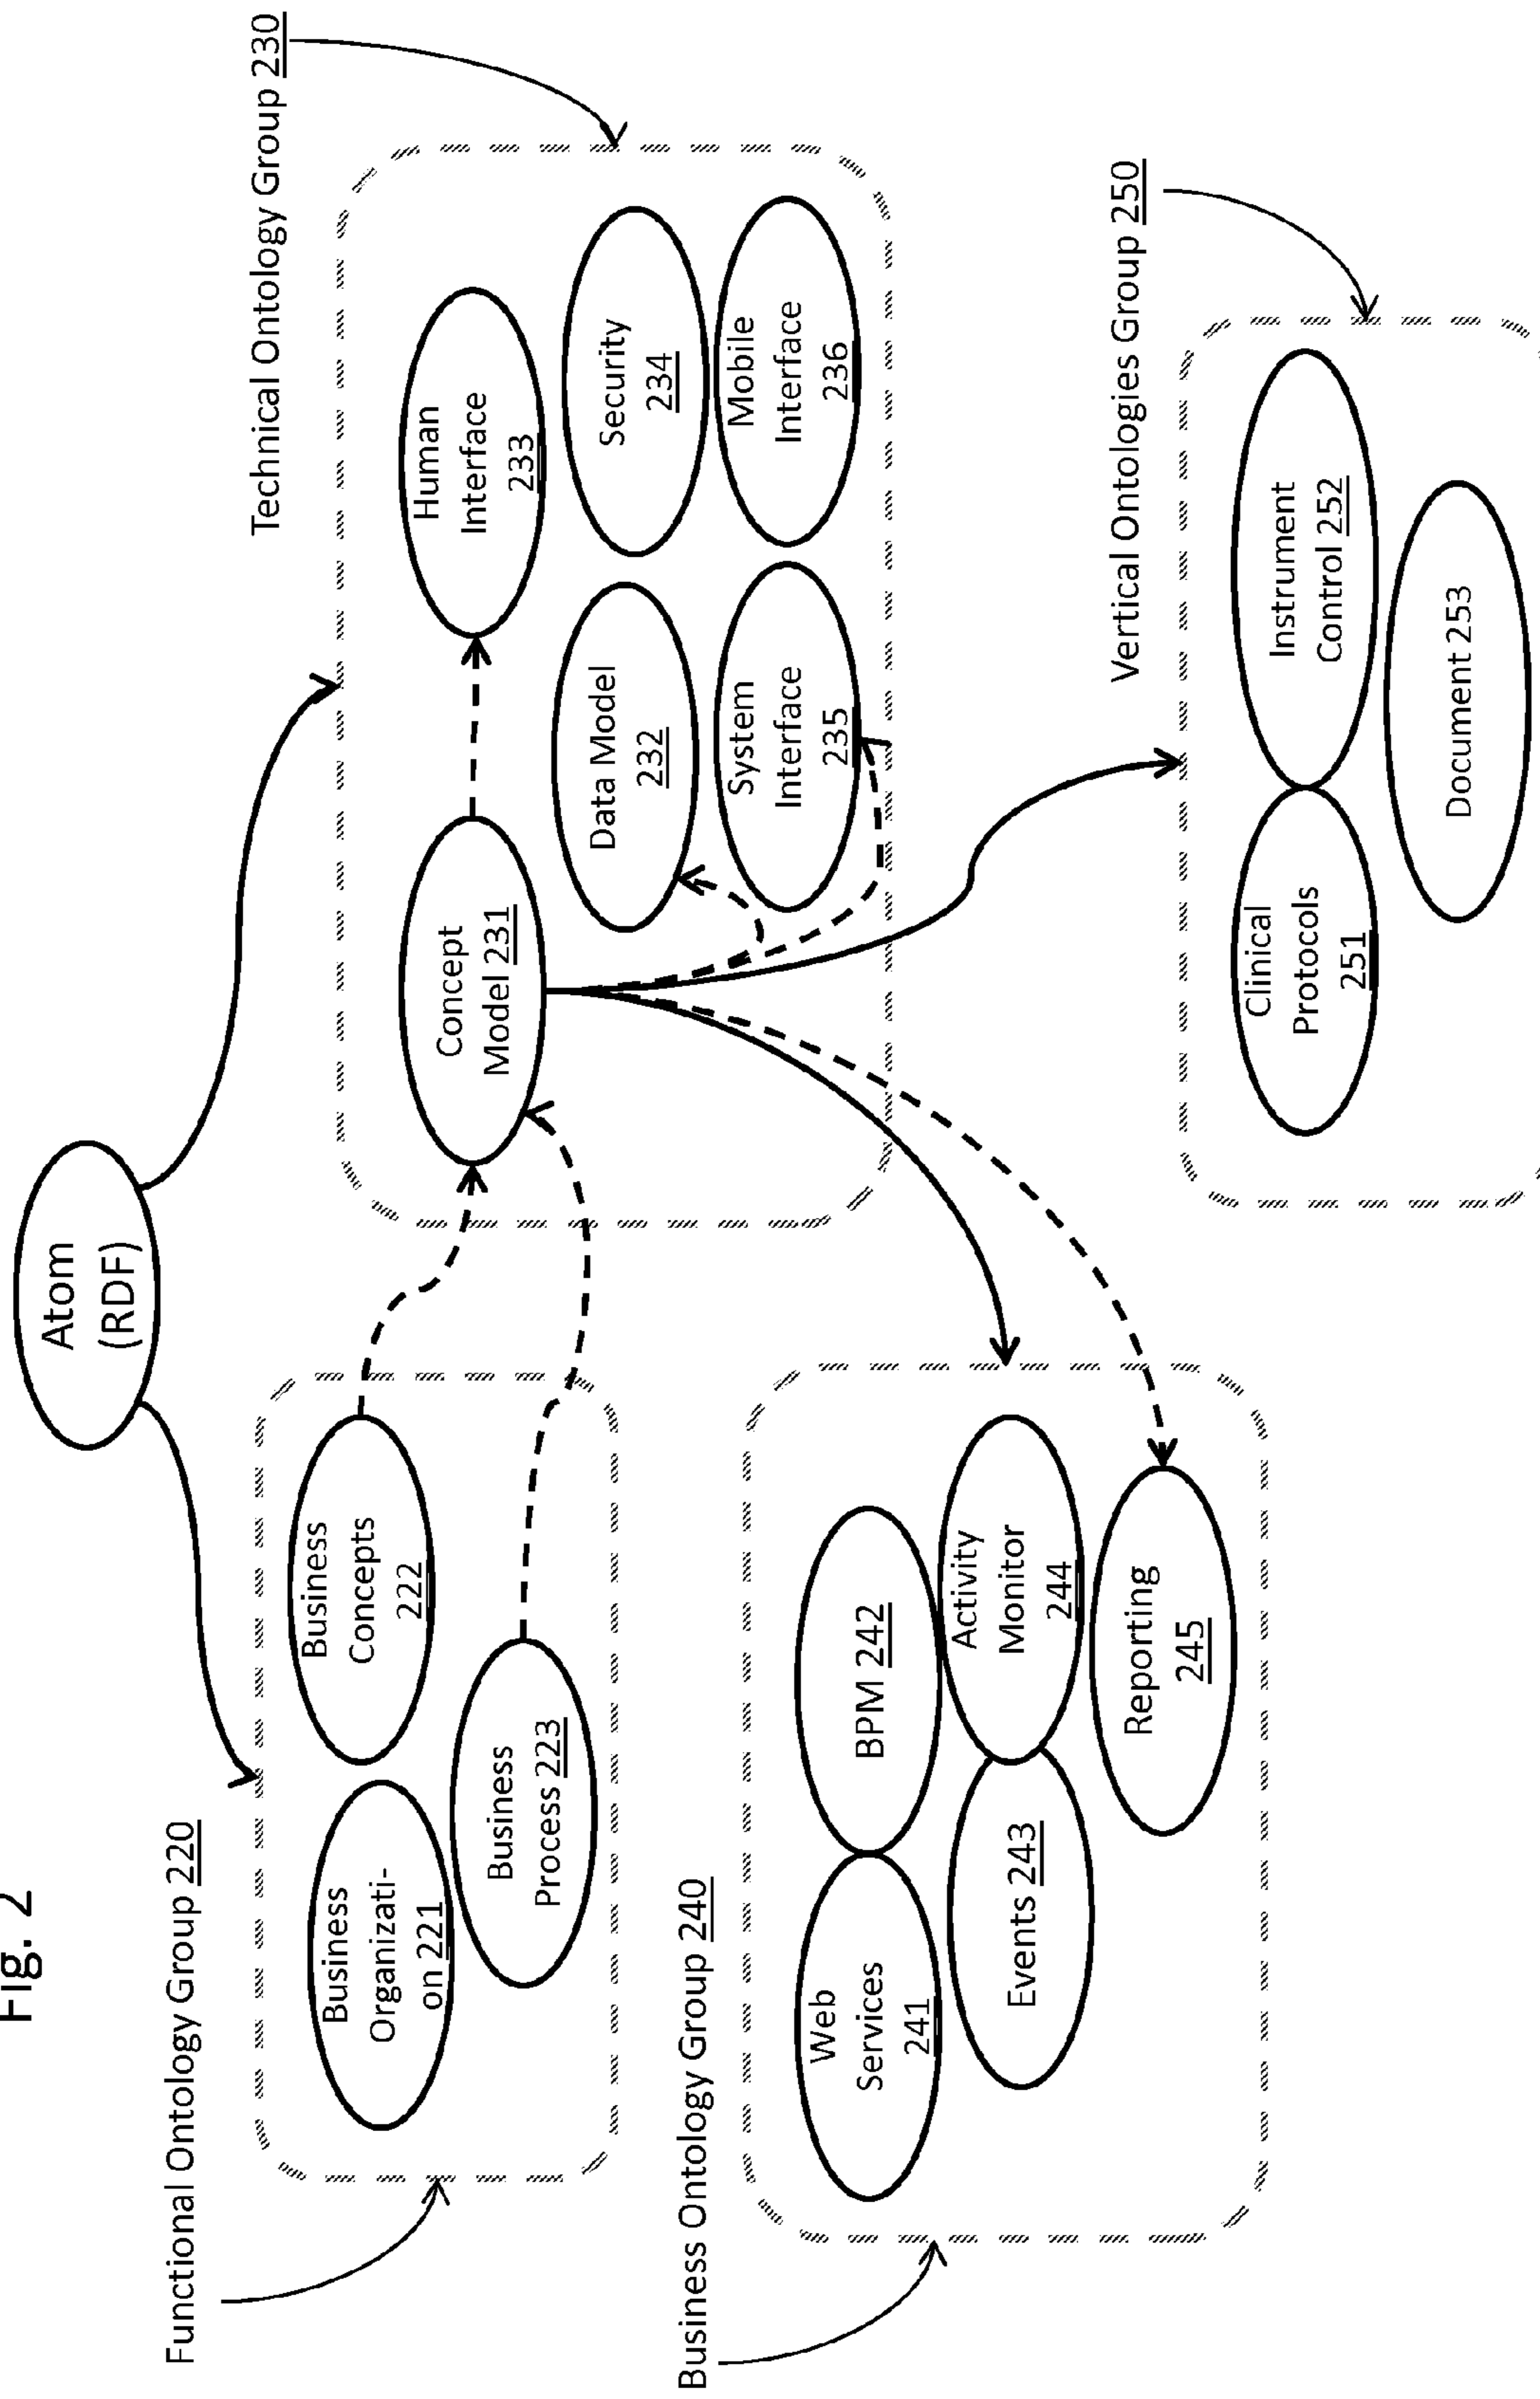 Fig. 2
Atom
(RDF)
Functional Ontology Group 220
Business
Organizati-
on 221
Business
Concepts
222
Business
Process 223
Technical Ontology Group 230
Concept
Model 231
Human
Interface
233
Data Model
232
Security
234
System
Interface
235
Mobile
Interface
236
Business Ontology Group 240
Web
Services
241
BPM 242
Events 243
Activity
Monitor
244
Reporting
245
Vertical Ontologies Group 250
Clinical
Protocols
251
Instrument
Control 252
Document 253